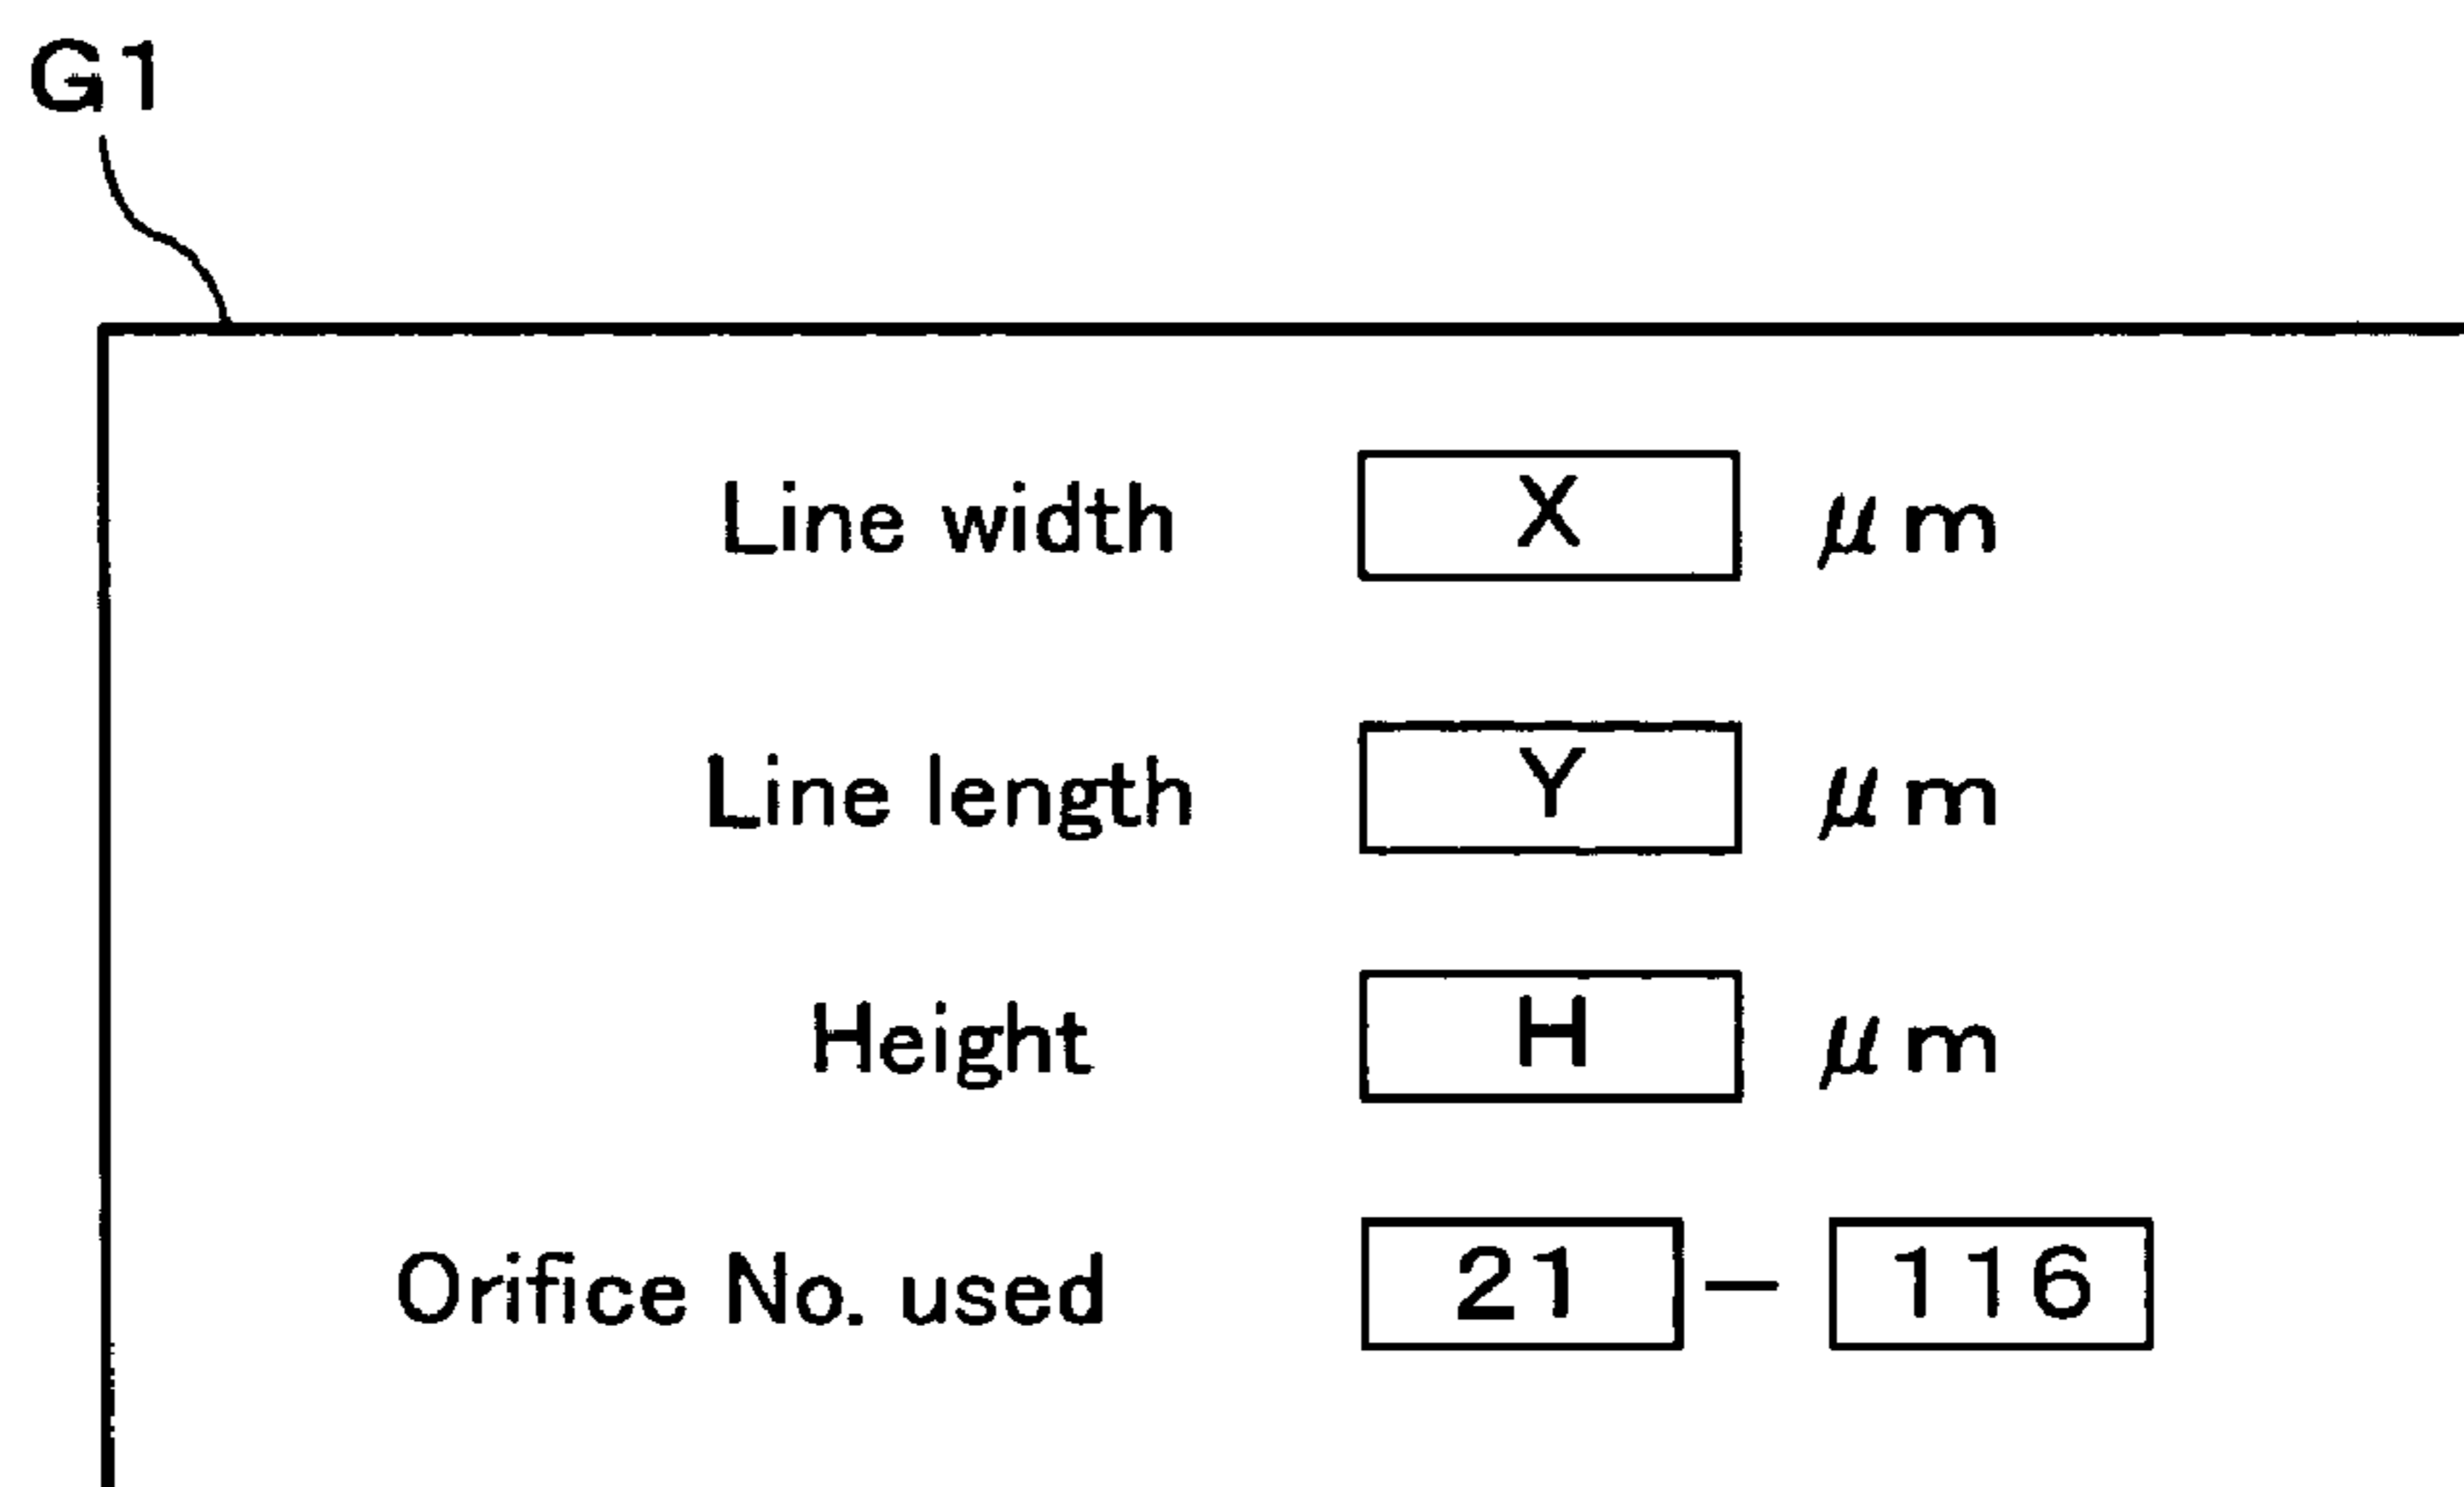 G1
Line width X μm
Line length Y μm
Height H μm
Orifice No. used 21 - 116